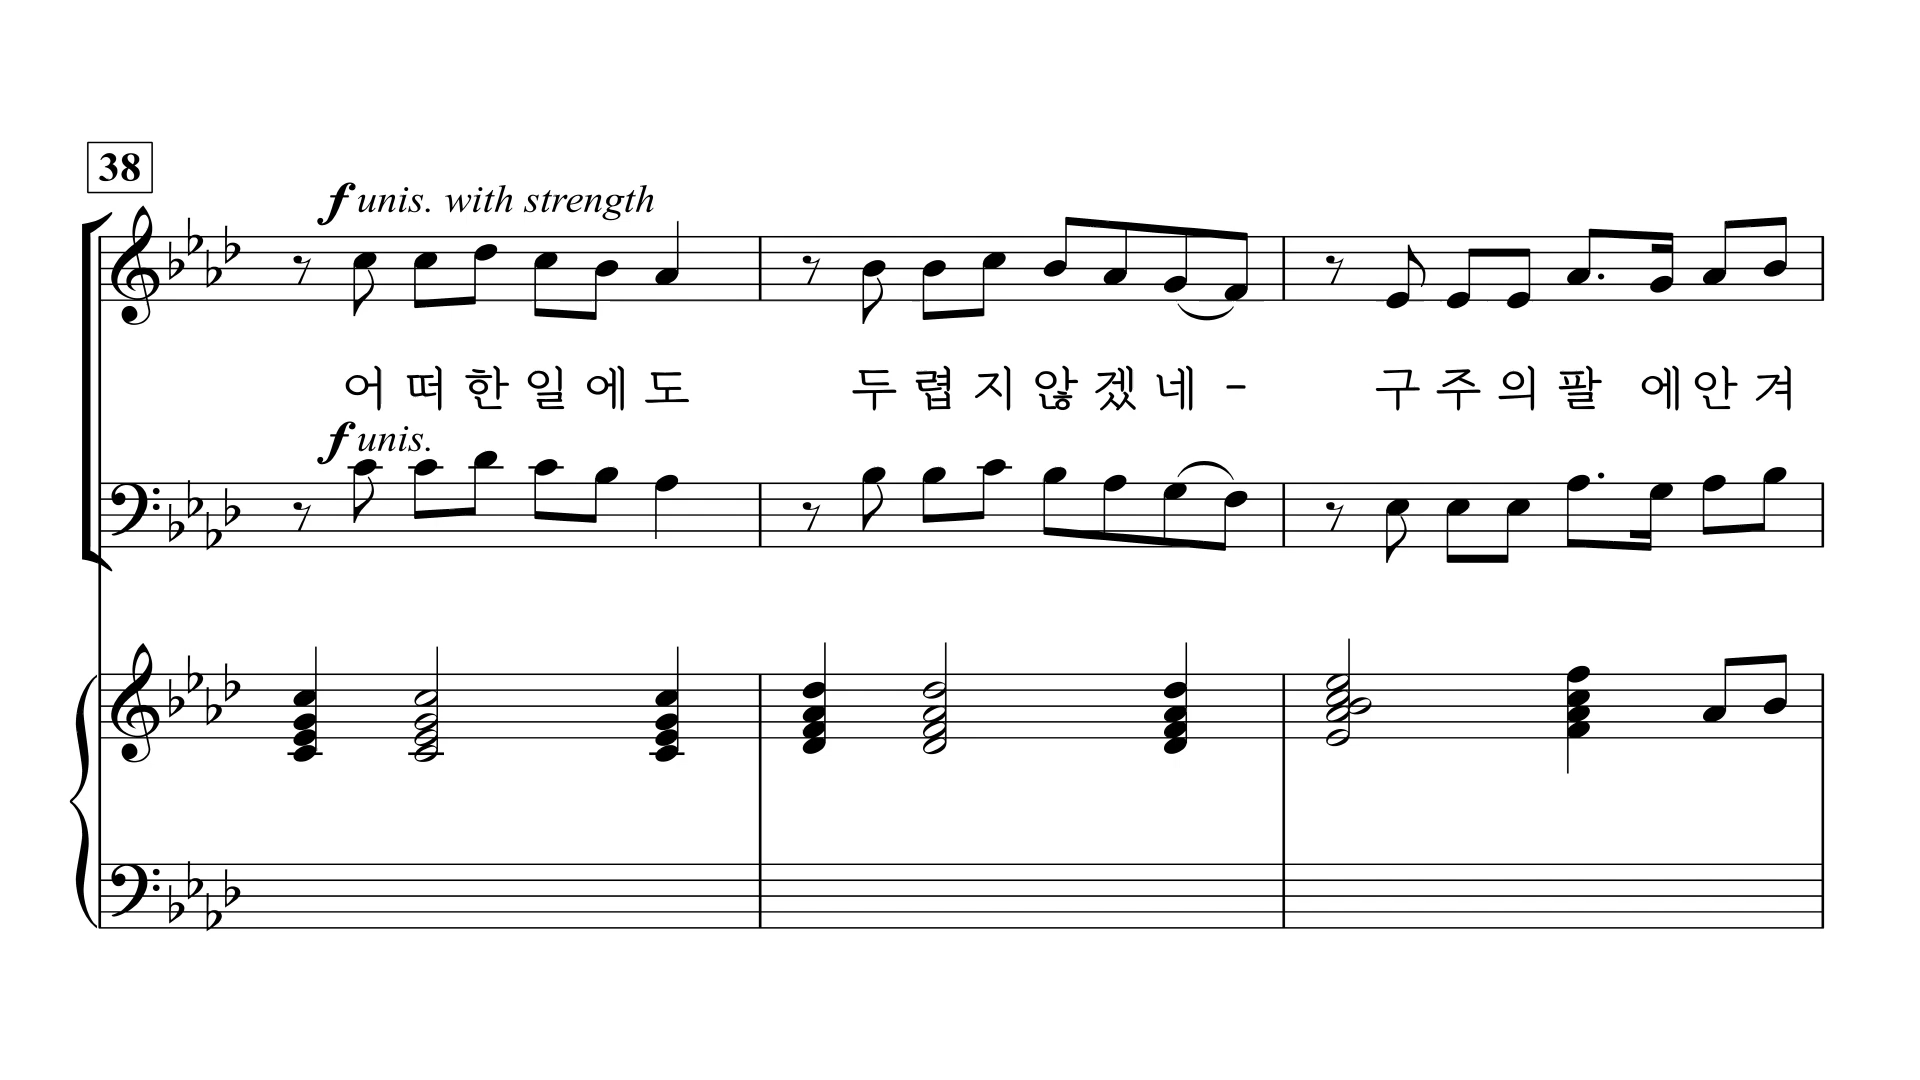 38
f unis. with strength
어 떠 한 일 에 도 두 렵 지 않 겠 네 - 구 주 의 팔 에 안 겨
f unis.